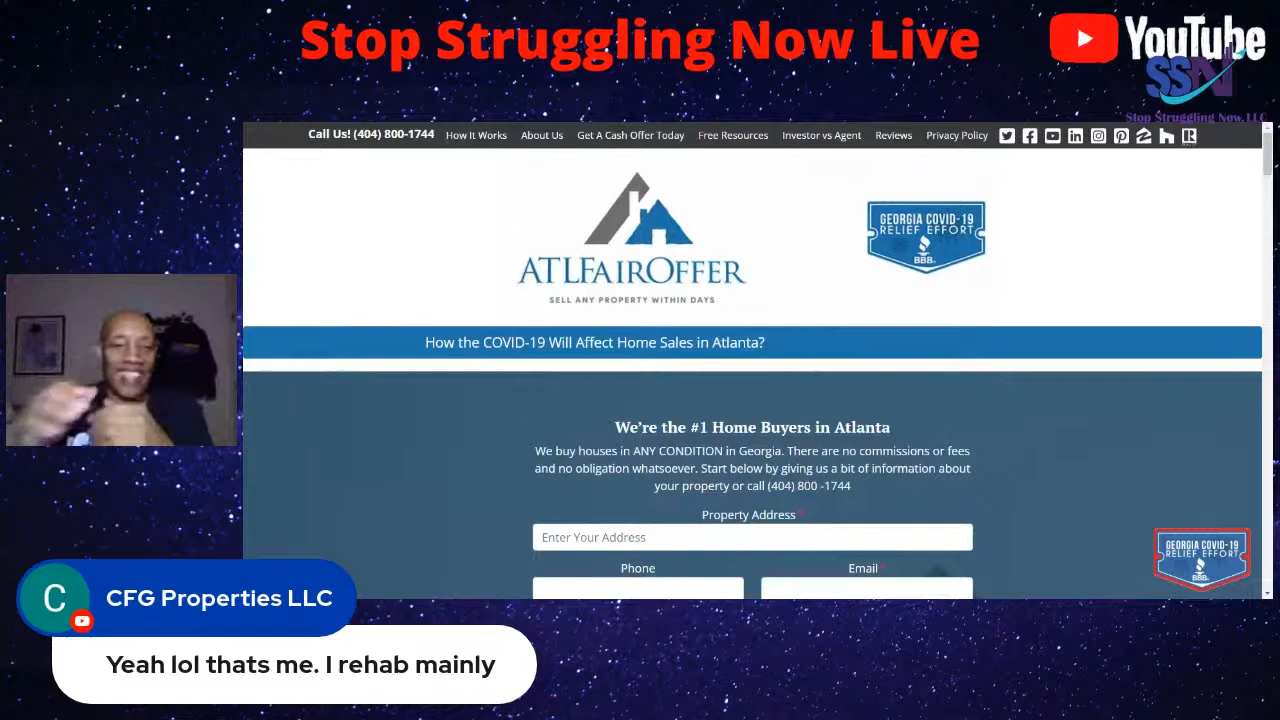 Stop Struggling Now Live
YouTube
SSN
Stop Struggling Now, LLC
Call Us! (404) 800-1744 How It Works About Us Get A Cash Offer Today Free Resources Investor vs Agent Reviews Privacy Policy
ATLFAIROFFER
SELL ANY PROPERTY WITHIN DAYS
GEORGIA COVID-19
RELIEF EFFORT
BBB
How the COVID-19 Will Affect Home Sales in Atlanta?
We're the #1 Home Buyers in Atlanta
We buy houses in ANY CONDITION in Georgia. There are no commissions or fees
and no obligation whatsoever. Start below by giving us a bit of information about
your property or call (404) 800 -1744
Property Address *
Enter Your Address
Phone Email *
GEORGIA COVID-19
RELIEF EFFORT
BBB
C
CFG Properties LLC
Yeah lol thats me. I rehab mainly